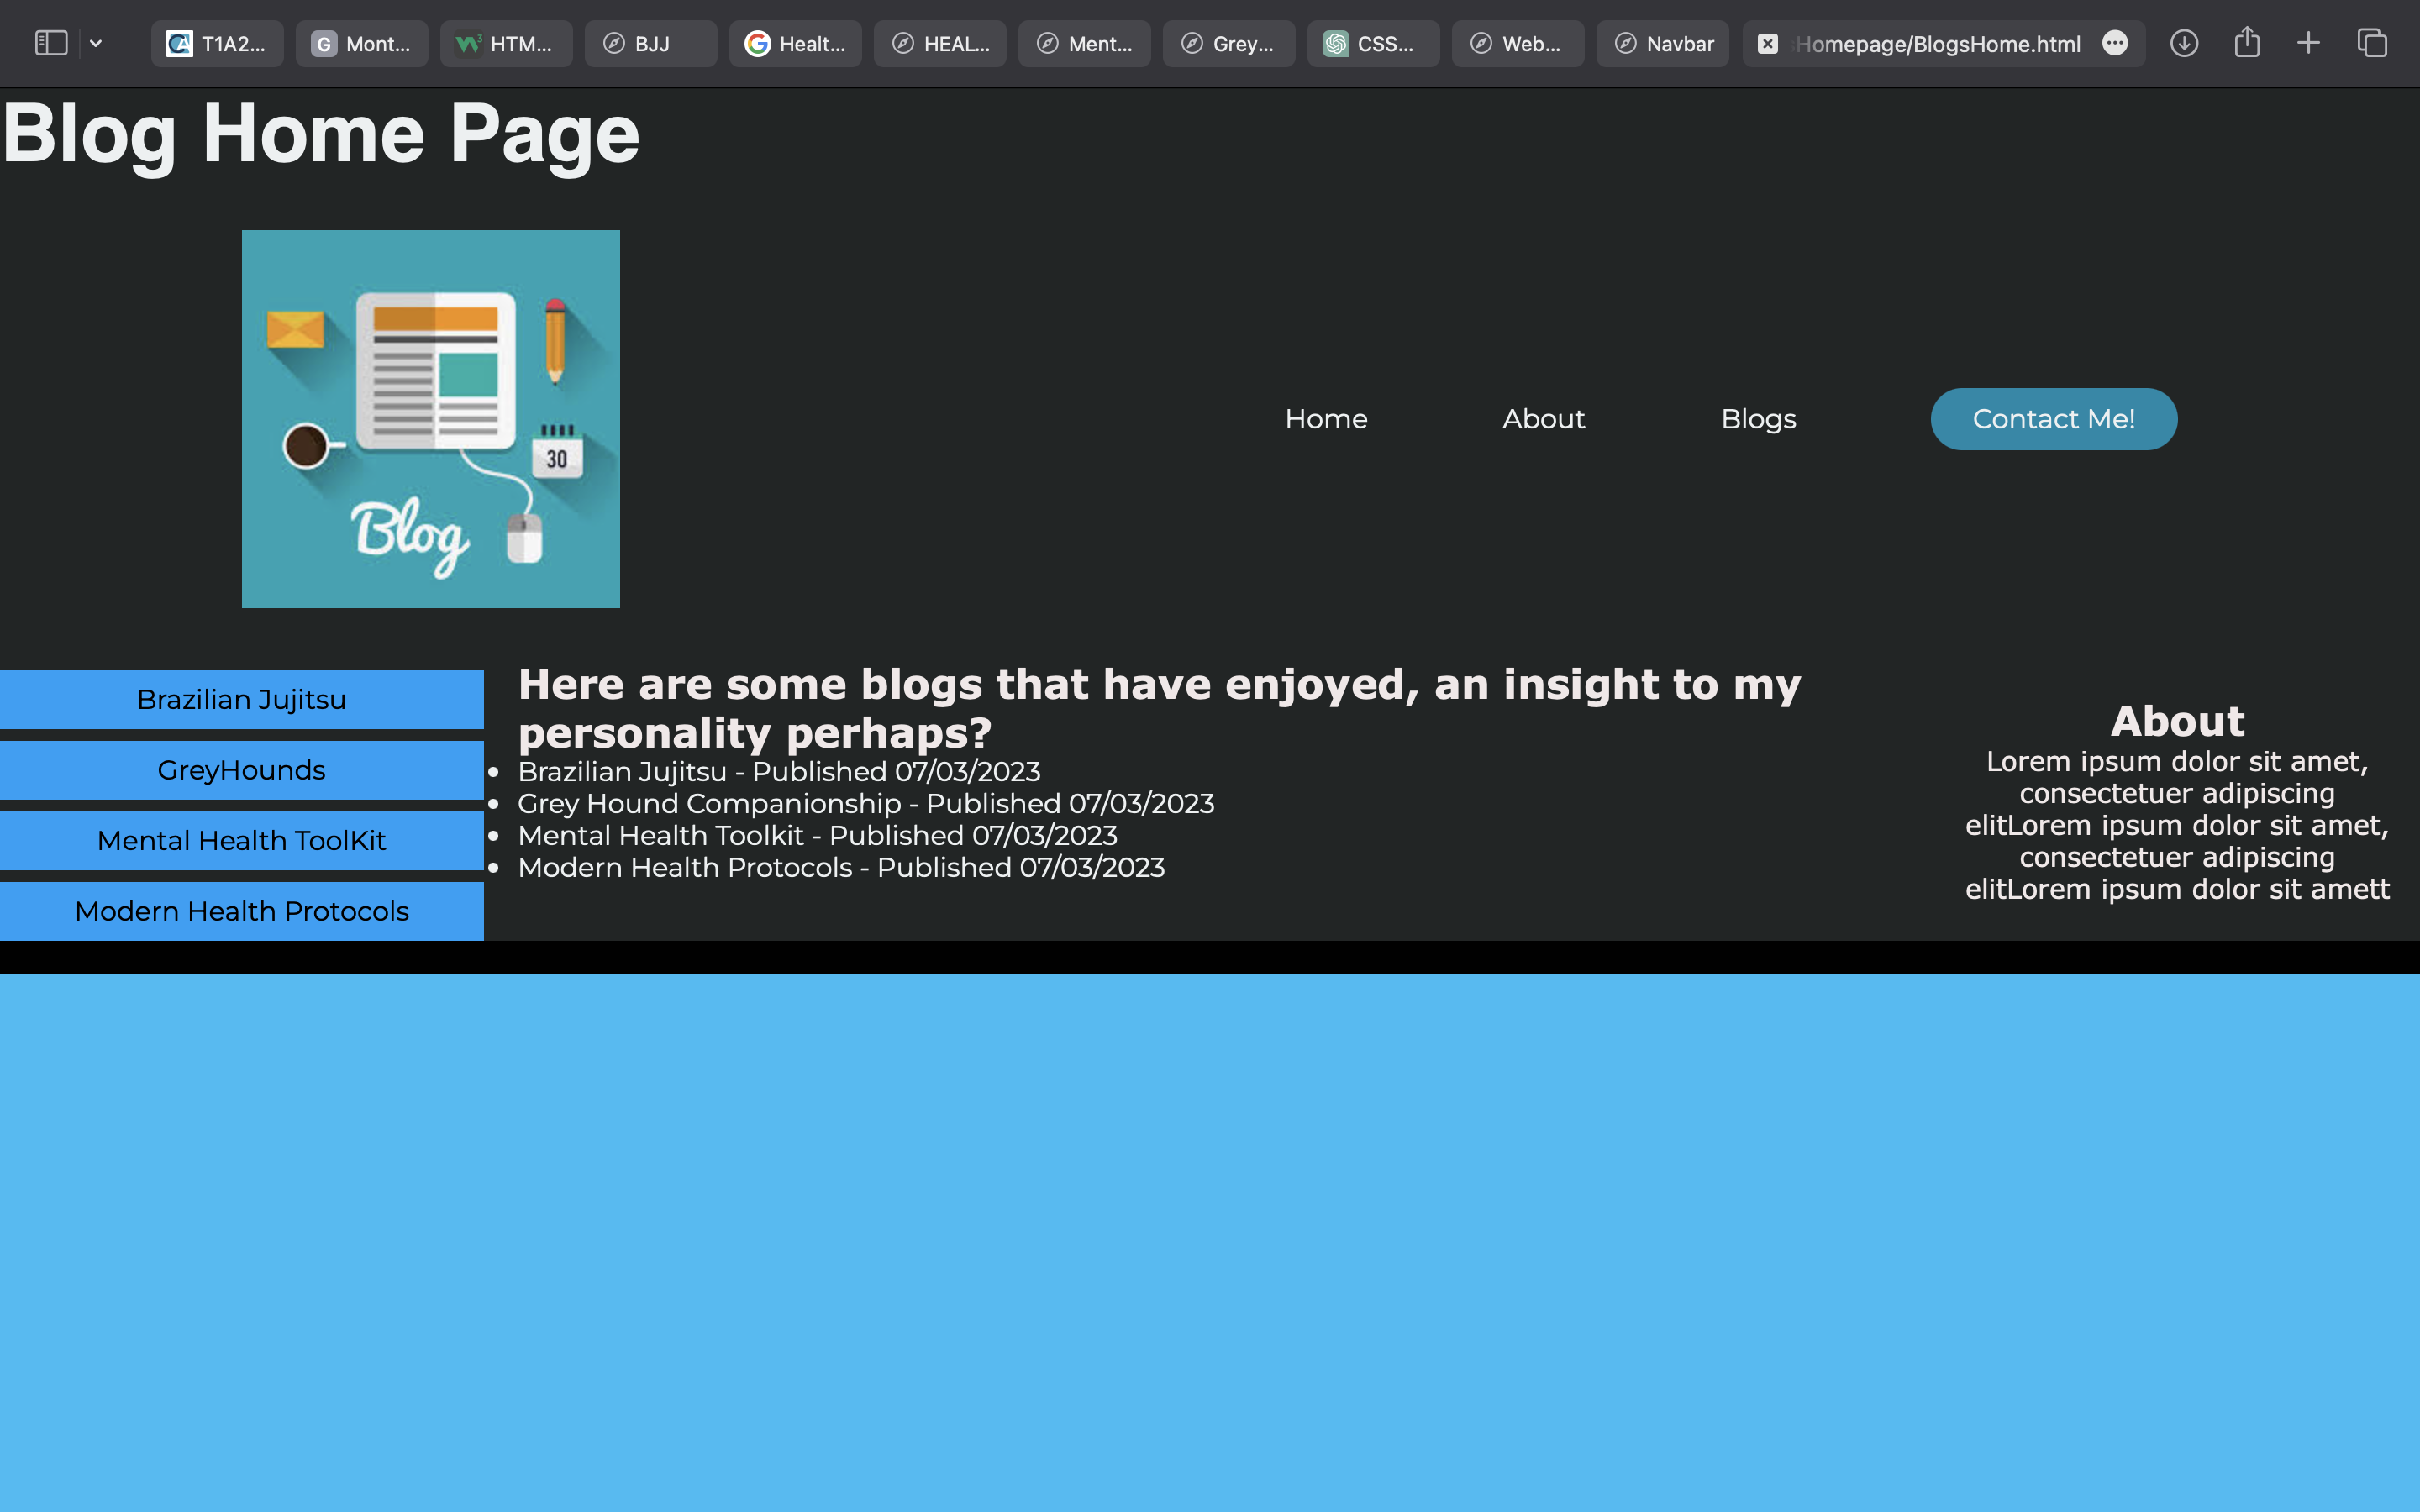 T1A2...
G Mont...
HTM...
BJJ
Healt...
HEAL...
Ment...
Grey...
CSS...
Web...
Navbar
Homepage/BlogsHome.html
Blog Home Page
30
Blog
Home
About
Blogs
Contact Me!
Brazilian Jujitsu
GreyHounds
Mental Health ToolKit
Modern Health Protocols
Here are some blogs that have enjoyed, an insight to my
personality perhaps?
Brazilian Jujitsu - Published 07/03/2023
Grey Hound Companionship - Published 07/03/2023
Mental Health Toolkit - Published 07/03/2023
Modern Health Protocols - Published 07/03/2023
About
Lorem ipsum dolor sit amet,
consectetuer adipiscing
elitLorem ipsum dolor sit amet,
consectetuer adipiscing
elitLorem ipsum dolor sit amett